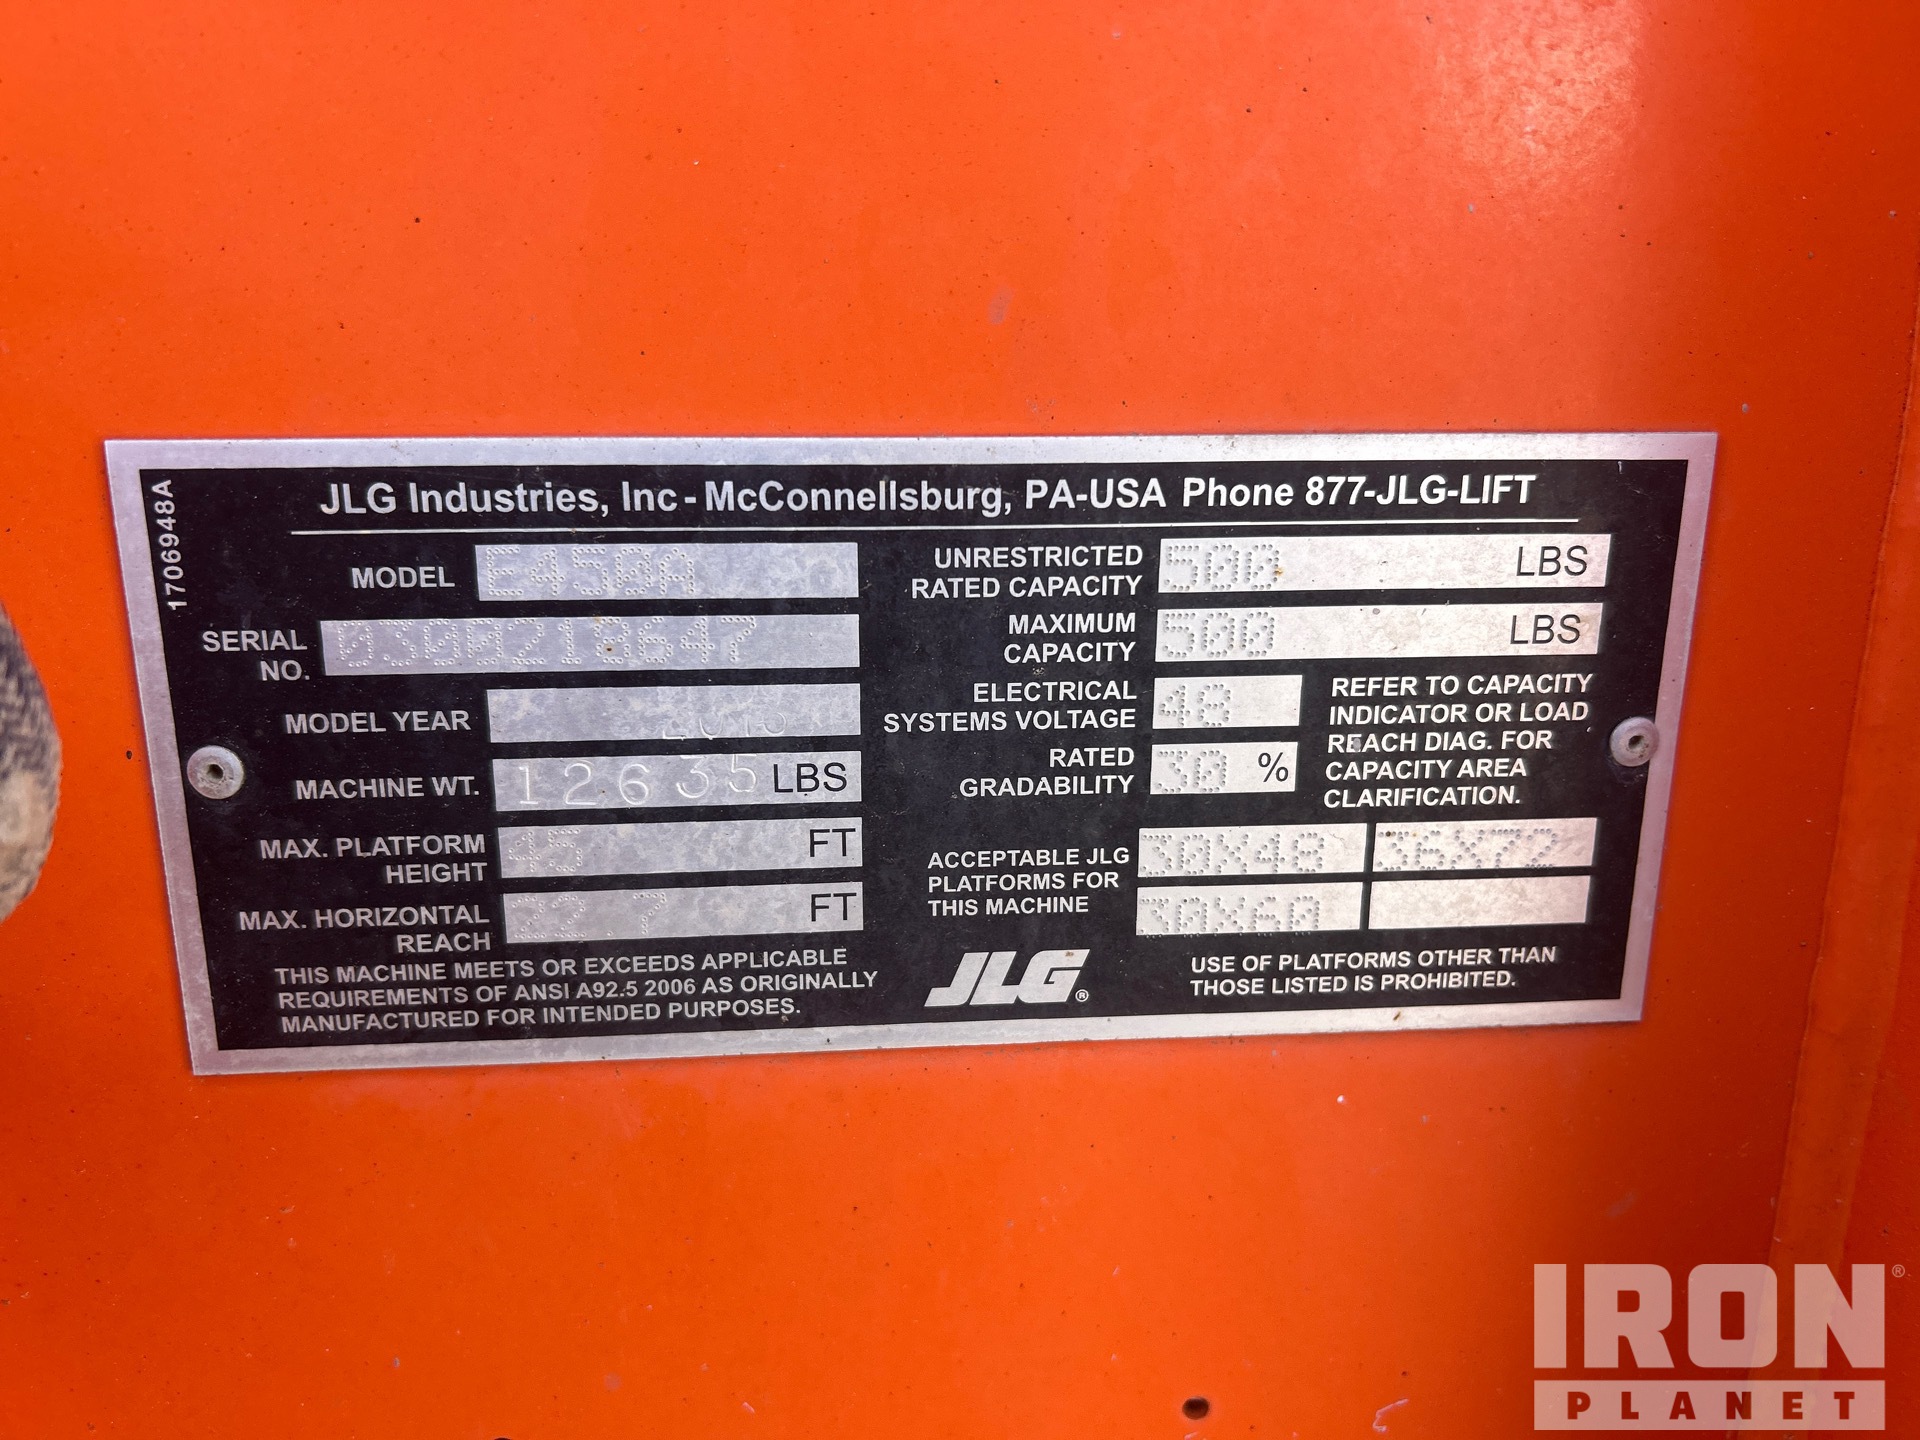 JLG Industries, Inc - McConnellsburg, PA-USA Phone 877-JLG-LIFT
1706948A
MODEL E450A
SERIAL NO. 0300218647
MODEL YEAR
MACHINE WT. 12635 LBS
MAX. PLATFORM HEIGHT 45 FT
MAX. HORIZONTAL REACH 22.7 FT
THIS MACHINE MEETS OR EXCEEDS APPLICABLE
REQUIREMENTS OF ANSI A92.5 2006 AS ORIGINALLY
MANUFACTURED FOR INTENDED PURPOSES.
UNRESTRICTED RATED CAPACITY 500 LBS
MAXIMUM CAPACITY 500 LBS
ELECTRICAL SYSTEMS VOLTAGE 48
RATED GRADABILITY 30 %
REFER TO CAPACITY
INDICATOR OR LOAD
REACH DIAG. FOR
CAPACITY AREA
CLARIFICATION.
ACCEPTABLE JLG
PLATFORMS FOR
THIS MACHINE
30X48 36X72
30X60
JLG®
USE OF PLATFORMS OTHER THAN
THOSE LISTED IS PROHIBITED.
IRON®
PLANET